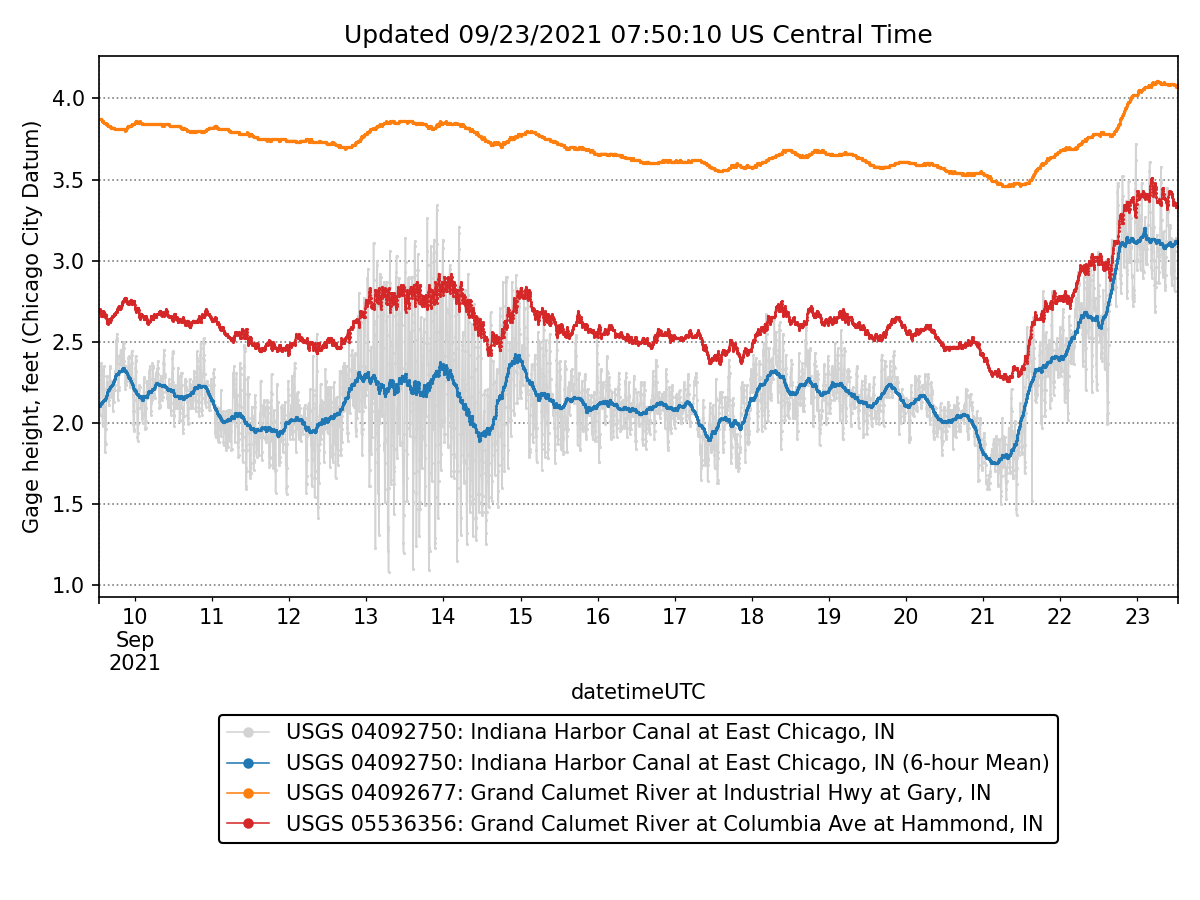 Updated 09/23/2021 07:50:10 US Central Time
Gage height, feet (Chicago City Datum)
4.0
3.5
3.0
2.5
2.0
1.5
1.0
10 11 12 13 14 15 16 17 18 19 20 21 22 23
Sep
2021
datetimeUTC
USGS 04092750: Indiana Harbor Canal at East Chicago, IN
USGS 04092750: Indiana Harbor Canal at East Chicago, IN (6-hour Mean)
USGS 04092677: Grand Calumet River at Industrial Hwy at Gary, IN
USGS 05536356: Grand Calumet River at Columbia Ave at Hammond, IN